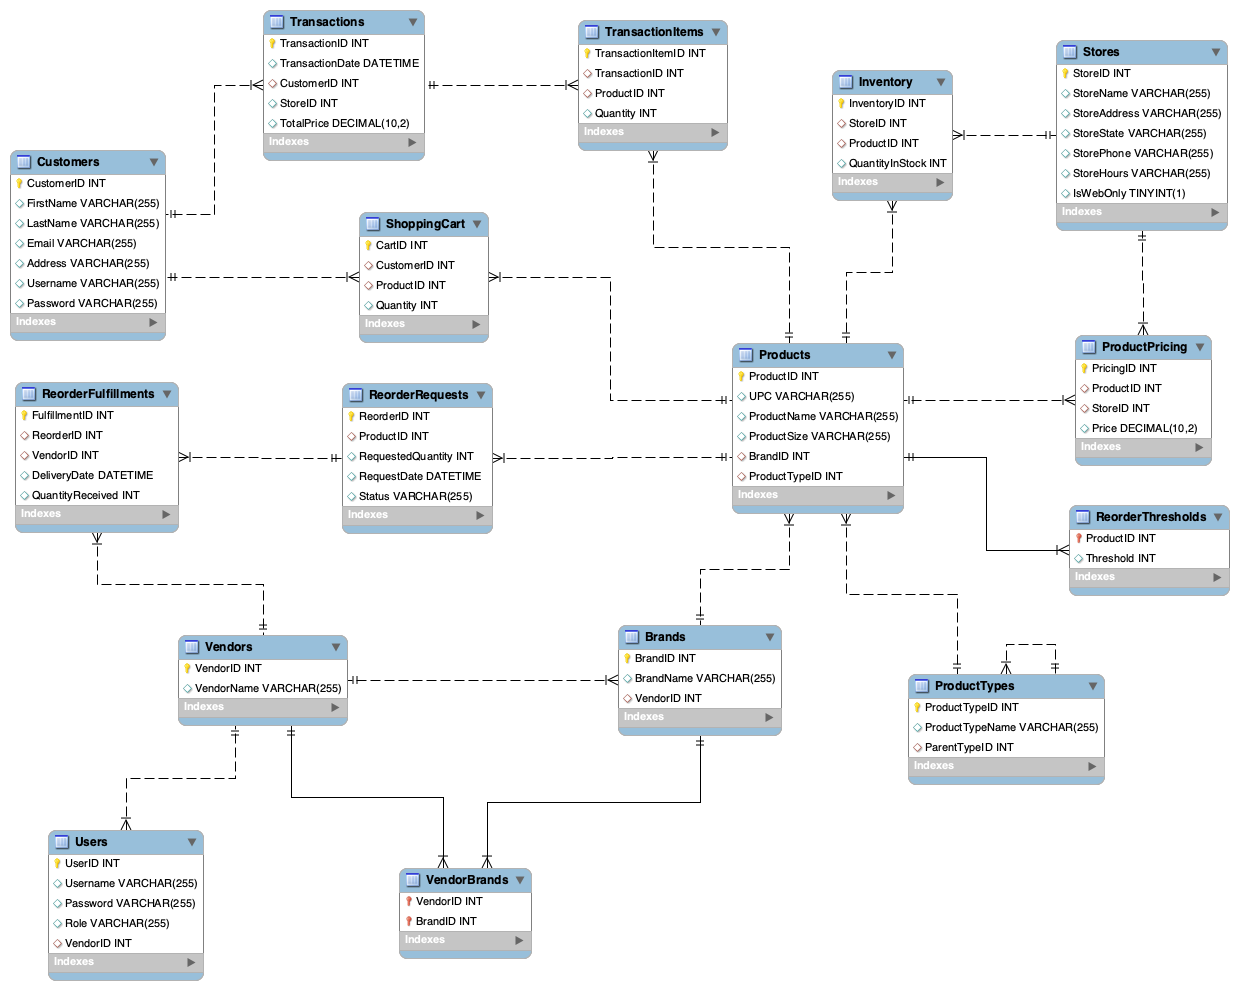 Transactions
TransactionID INT
TransactionDate DATETIME
CustomerID INT
StoreID INT
TotalPrice DECIMAL(10,2)
Indexes
TransactionItems
TransactionItemID INT
TransactionID INT
ProductID INT
Quantity INT
Indexes
Inventory
InventoryID INT
StoreID INT
ProductID INT
QuantityInStock INT
Indexes
Stores
StoreID INT
StoreName VARCHAR(255)
StoreAddress VARCHAR(255)
StoreState VARCHAR(255)
StorePhone VARCHAR(255)
StoreHours VARCHAR(255)
IsWebOnly TINYINT(1)
Indexes
Customers
CustomerID INT
FirstName VARCHAR(255)
LastName VARCHAR(255)
Email VARCHAR(255)
Address VARCHAR(255)
Username VARCHAR(255)
Password VARCHAR(255)
Indexes
ShoppingCart
CartID INT
CustomerID INT
ProductID INT
Quantity INT
Indexes
Products
ProductID INT
UPC VARCHAR(255)
ProductName VARCHAR(255)
ProductSize VARCHAR(255)
BrandID INT
ProductTypeID INT
Indexes
ProductPricing
PricingID INT
ProductID INT
StoreID INT
Price DECIMAL(10,2)
Indexes
ReorderFulfillments
FulfillmentID INT
ReorderID INT
VendorID INT
DeliveryDate DATETIME
QuantityReceived INT
Indexes
ReorderRequests
ReorderID INT
ProductID INT
RequestedQuantity INT
RequestDate DATETIME
Status VARCHAR(255)
Indexes
ReorderThresholds
ProductID INT
Threshold INT
Indexes
Vendors
VendorID INT
VendorName VARCHAR(255)
Indexes
Brands
BrandID INT
BrandName VARCHAR(255)
VendorID INT
Indexes
ProductTypes
ProductTypeID INT
ProductTypeName VARCHAR(255)
ParentTypeID INT
Indexes
Users
UserID INT
Username VARCHAR(255)
Password VARCHAR(255)
Role VARCHAR(255)
VendorID INT
Indexes
VendorBrands
VendorID INT
BrandID INT
Indexes